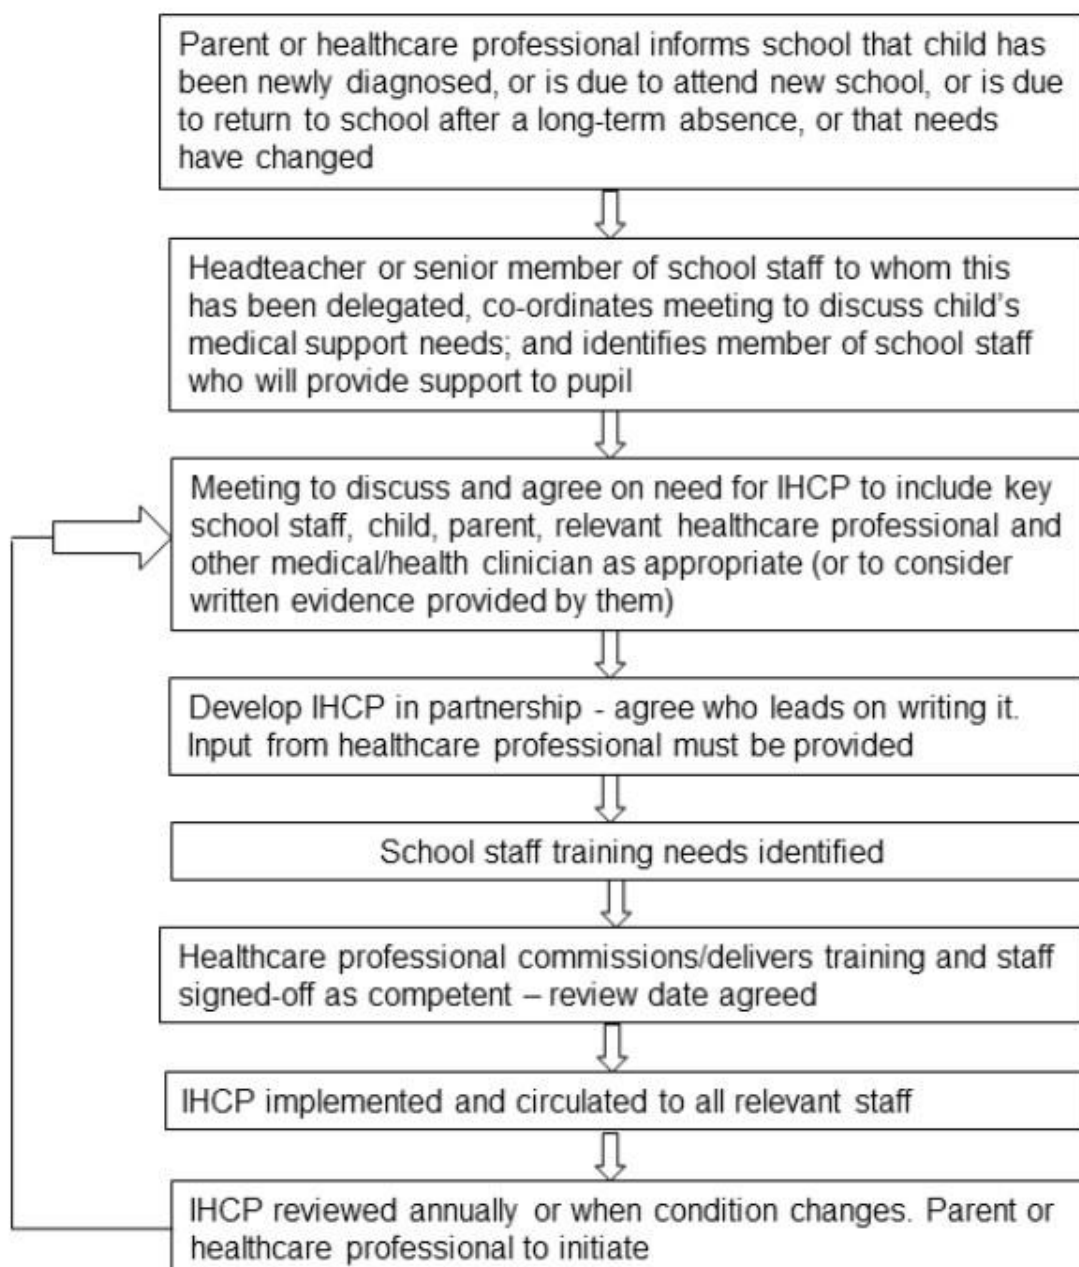 Parent or healthcare professional informs school that child has
been newly diagnosed, or is due to attend new school, or is due
to return to school after a long-term absence, or that needs
have changed
Headteacher or senior member of school staff to whom this
has been delegated, co-ordinates meeting to discuss child's
medical support needs; and identifies member of school staff
who will provide support to pupil
Meeting to discuss and agree on need for IHCP to include key
school staff, child, parent, relevant healthcare professional and
other medical/health clinician as appropriate (or to consider
written evidence provided by them)
Develop IHCP in partnership - agree who leads on writing it.
Input from healthcare professional must be provided
School staff training needs identified
Healthcare professional commissions/delivers training and staff
signed-off as competent – review date agreed
IHCP implemented and circulated to all relevant staff
IHCP reviewed annually or when condition changes. Parent or
healthcare professional to initiate